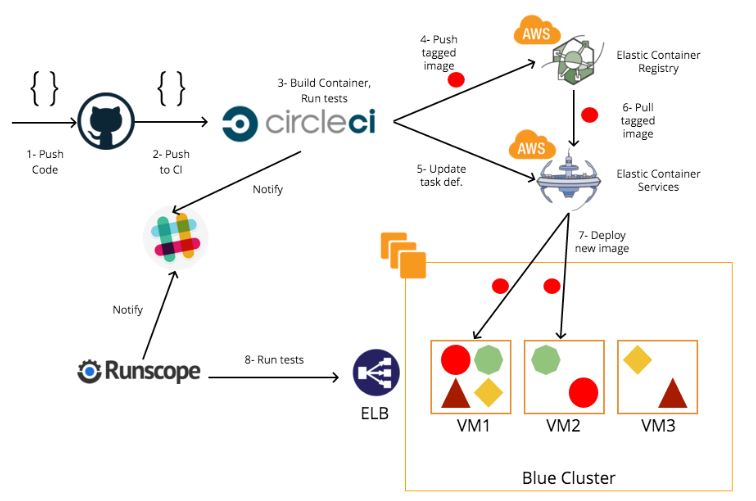 { }
{ }
1- Push
Code
2- Push
to CI
3- Build Container,
Run tests
circleci
4- Push
tagged
image
AWS
Elastic Container
Registry
6- Pull
tagged
image
5- Update
task def.
AWS
Elastic Container
Services
Notify
7- Deploy
new image
Notify
Runscope
8- Run tests
ELB
VM1
VM2
VM3
Blue Cluster